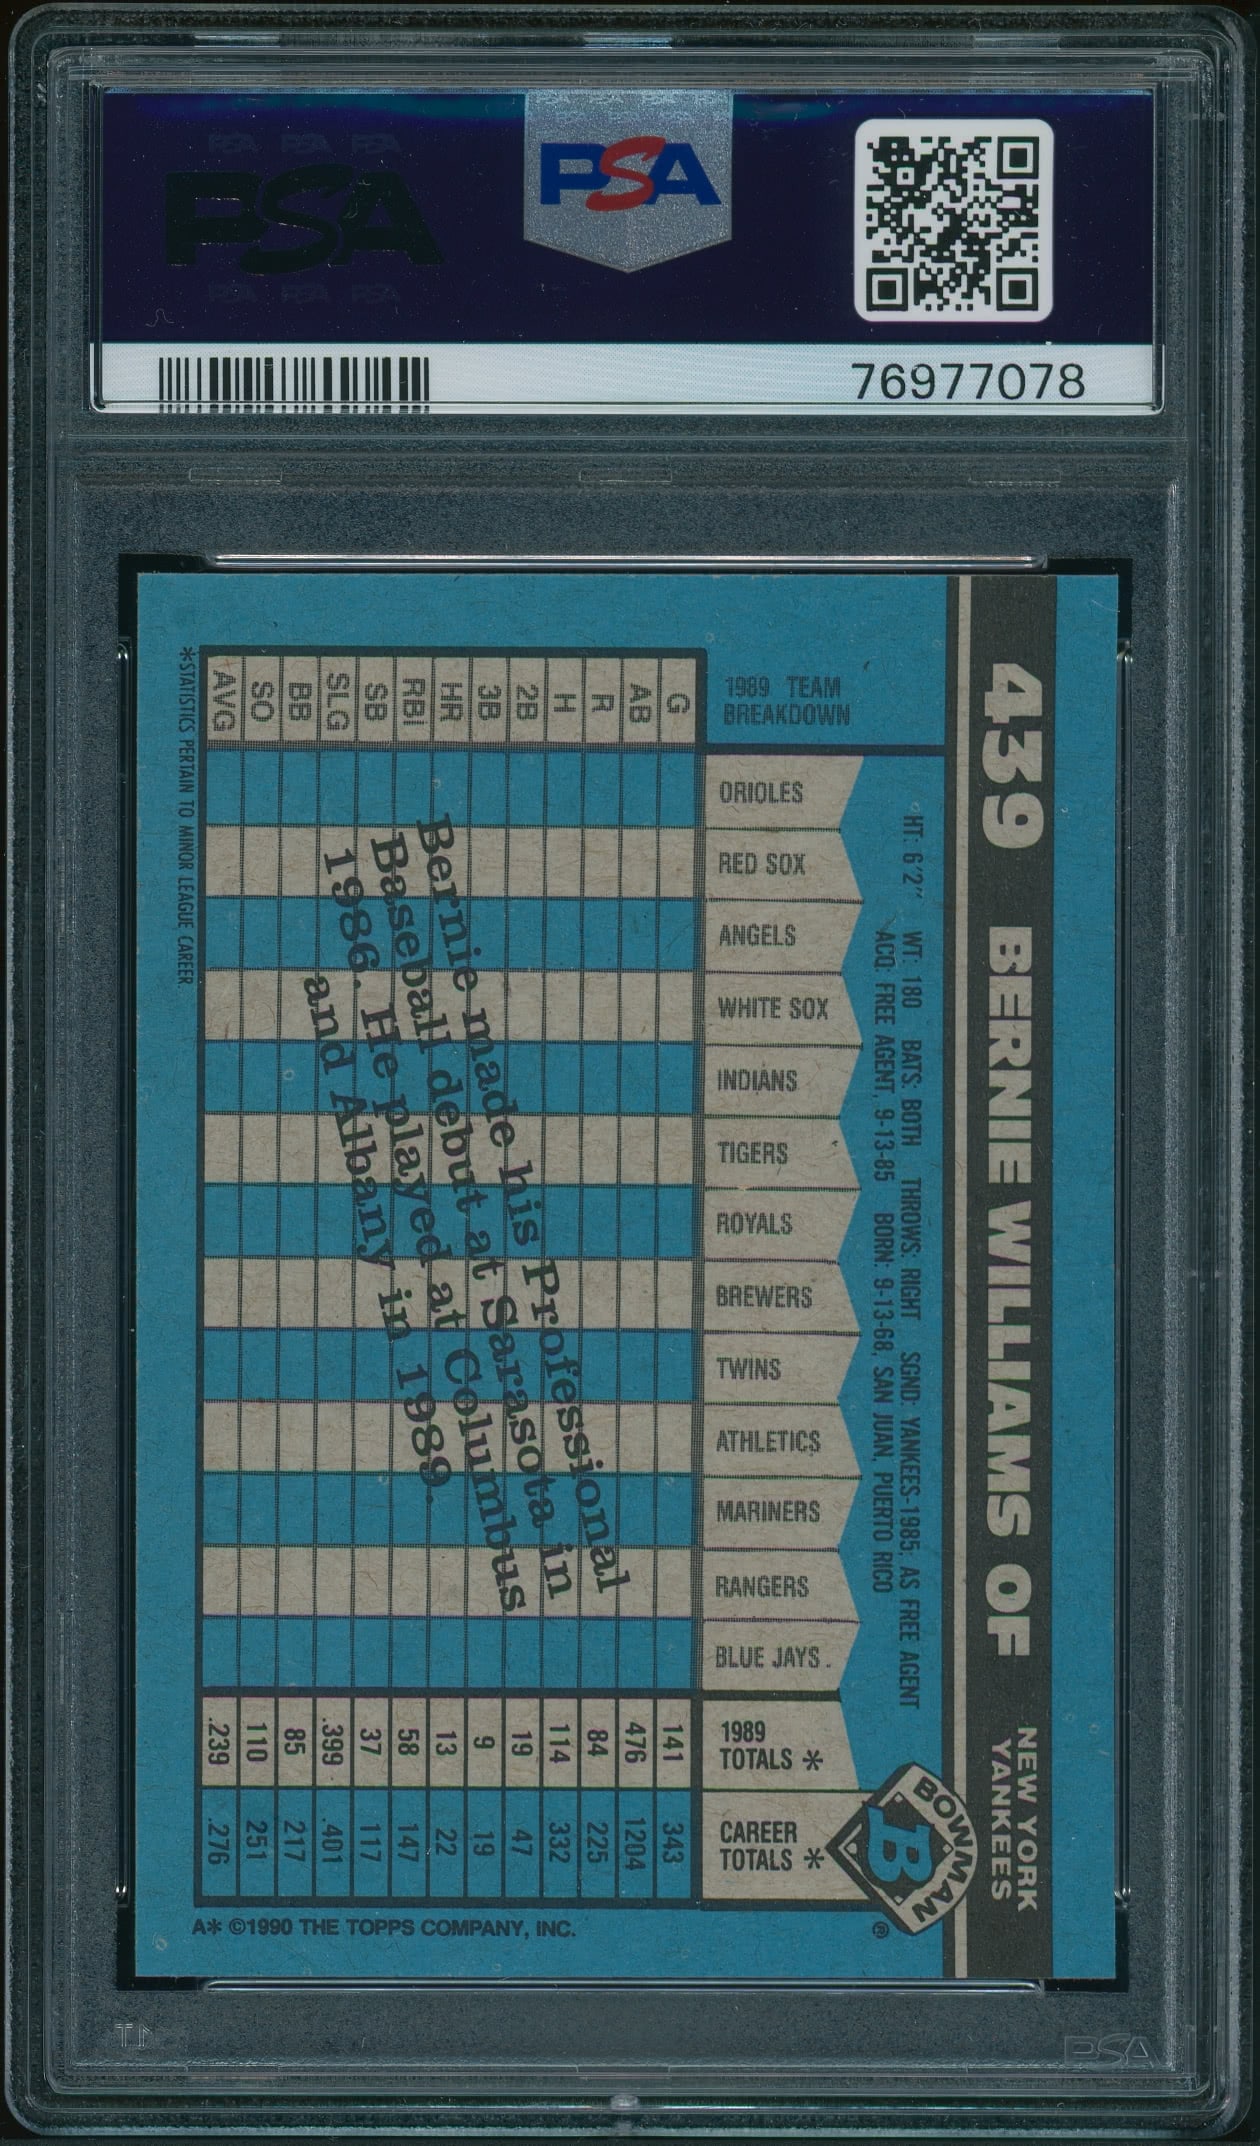 PSA
PSA
76977078
439 BERNIE WILLIAMS OF NEW YORK YANKEES
HT: 6'2" WT: 180 BATS: BOTH THROWS: RIGHT SGND: YANKEES-1985: AS FREE AGENT
ACQ: FREE AGENT, 9-13-85 BORN: 9-13-68, SAN JUAN, PUERTO RICO
BOWMAN
B
®
1989 TEAM BREAKDOWN
ORIOLES
RED SOX
ANGELS
WHITE SOX
INDIANS
TIGERS
ROYALS
BREWERS
TWINS
ATHLETICS
MARINERS
RANGERS
BLUE JAYS .
1989 TOTALS *
CAREER TOTALS *
G 141 343
AB 476 1204
R 84 225
H 114 332
2B 19 47
3B 9 19
HR 13 22
RBI 58 147
SB 37 117
SLG .399 .401
BB 85 217
SO 110 251
AVG .239 .276
Bernie made his Professional
Baseball debut at Sarasota in
1986. He played at Columbus
and Albany in 1989.
*STATISTICS PERTAIN TO MINOR LEAGUE CAREER
A* ©1990 THE TOPPS COMPANY, INC.
PSA